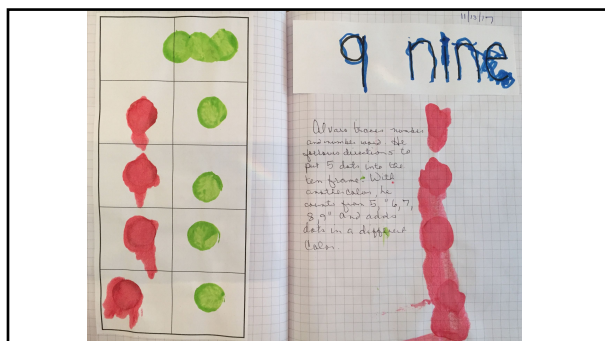 11/13/17
9 nine
Alvaro traces number
and number word. He
follows directions to
put 5 dots into the
ten frame. With
another color, he
counts from 5, "6, 7,
8, 9" and adds
dots in a different
color.